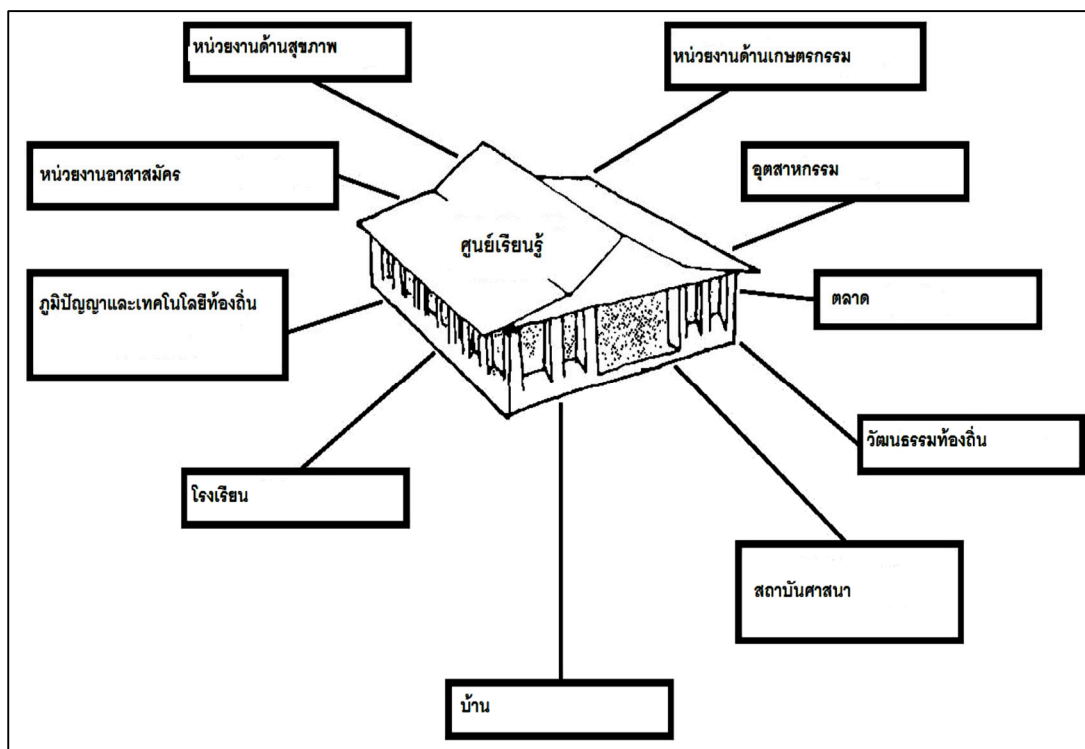 หน่วยงานด้านสุขภาพ
หน่วยงานด้านเกษตรกรรม
หน่วยงานอาสาสมัคร
อุตสาหกรรม
ศูนย์เรียนรู้
ภูมิปัญญาและเทคโนโลยีท้องถิ่น
ตลาด
วัฒนธรรมท้องถิ่น
โรงเรียน
สถาบันศาสนา
บ้าน